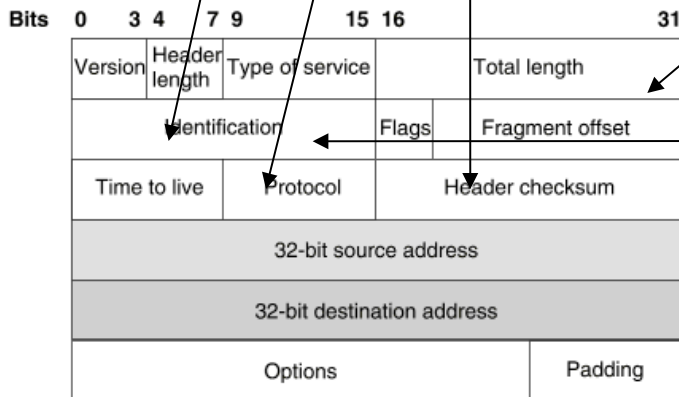 Bits 0 3 4 7 9 15 16 31
Version Header length Type of service Total length
Identification Flags Fragment offset
Time to live Protocol Header checksum
32-bit source address
32-bit destination address
Options Padding